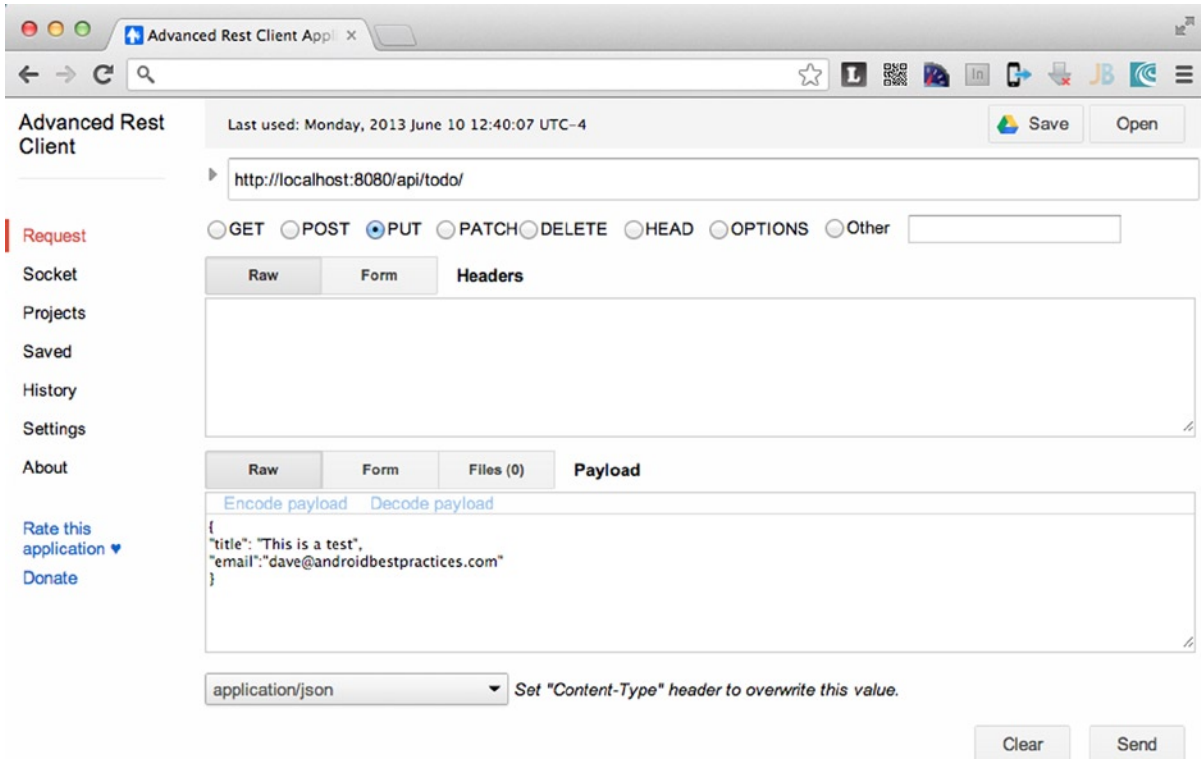 Advanced Rest Client Appl
L
In
JB
Advanced Rest
Client
Last used: Monday, 2013 June 10 12:40:07 UTC-4
Save
Open
http://localhost:8080/api/todo/
Request
GET POST PUT PATCH DELETE HEAD OPTIONS Other
Socket
Raw Form Headers
Projects
Saved
History
Settings
About
Raw Form Files (0) Payload
Encode payload Decode payload
Rate this
application ♥
Donate
{
"title": "This is a test",
"email":"dave@androidbestpractices.com"
}
application/json
Set "Content-Type" header to overwrite this value.
Clear
Send